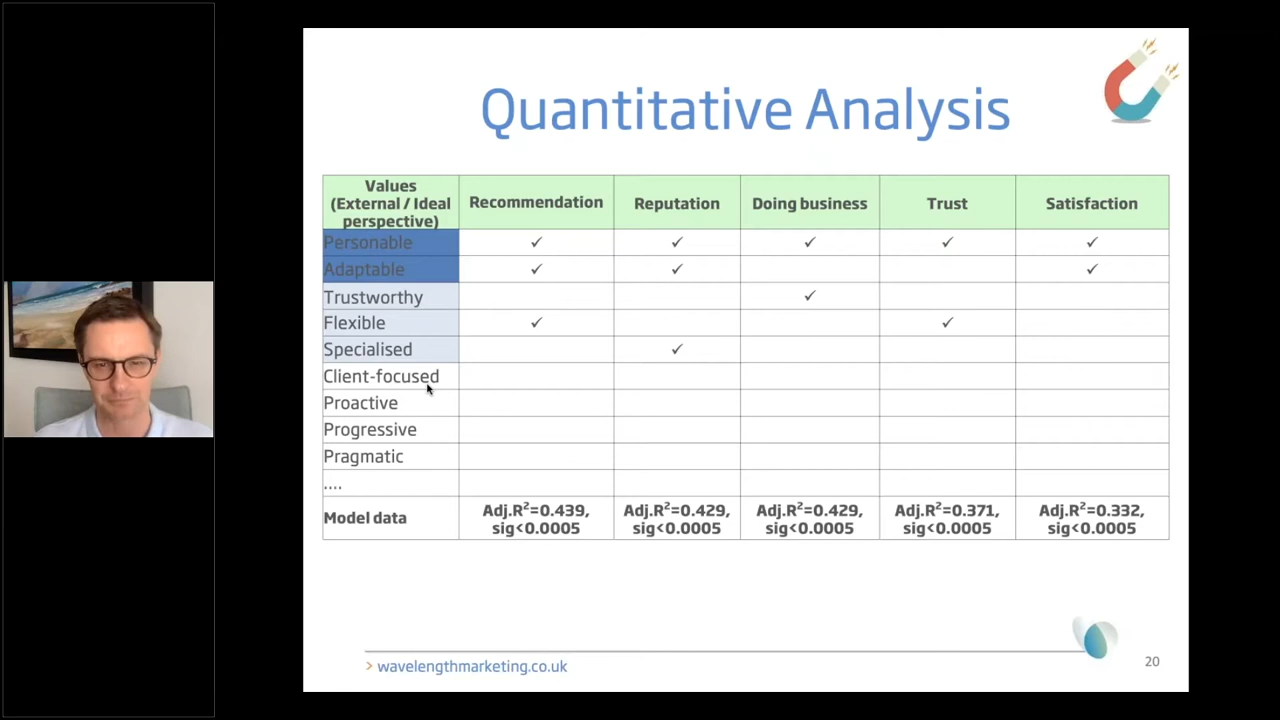 Quantitative Analysis
Values
(External / Ideal
perspective)
Recommendation
Reputation
Doing business
Trust
Satisfaction
Personable ✓ ✓ ✓ ✓ ✓
Adaptable ✓ ✓ ✓
Trustworthy ✓
Flexible ✓ ✓
Specialised ✓
Client-focused
Proactive
Progressive
Pragmatic
....
Model data
Adj.R²=0.439,
sig<0.0005
Adj.R²=0.429,
sig<0.0005
Adj.R²=0.429,
sig<0.0005
Adj.R²=0.371,
sig<0.0005
Adj.R²=0.332,
sig<0.0005
> wavelengthmarketing.co.uk
20